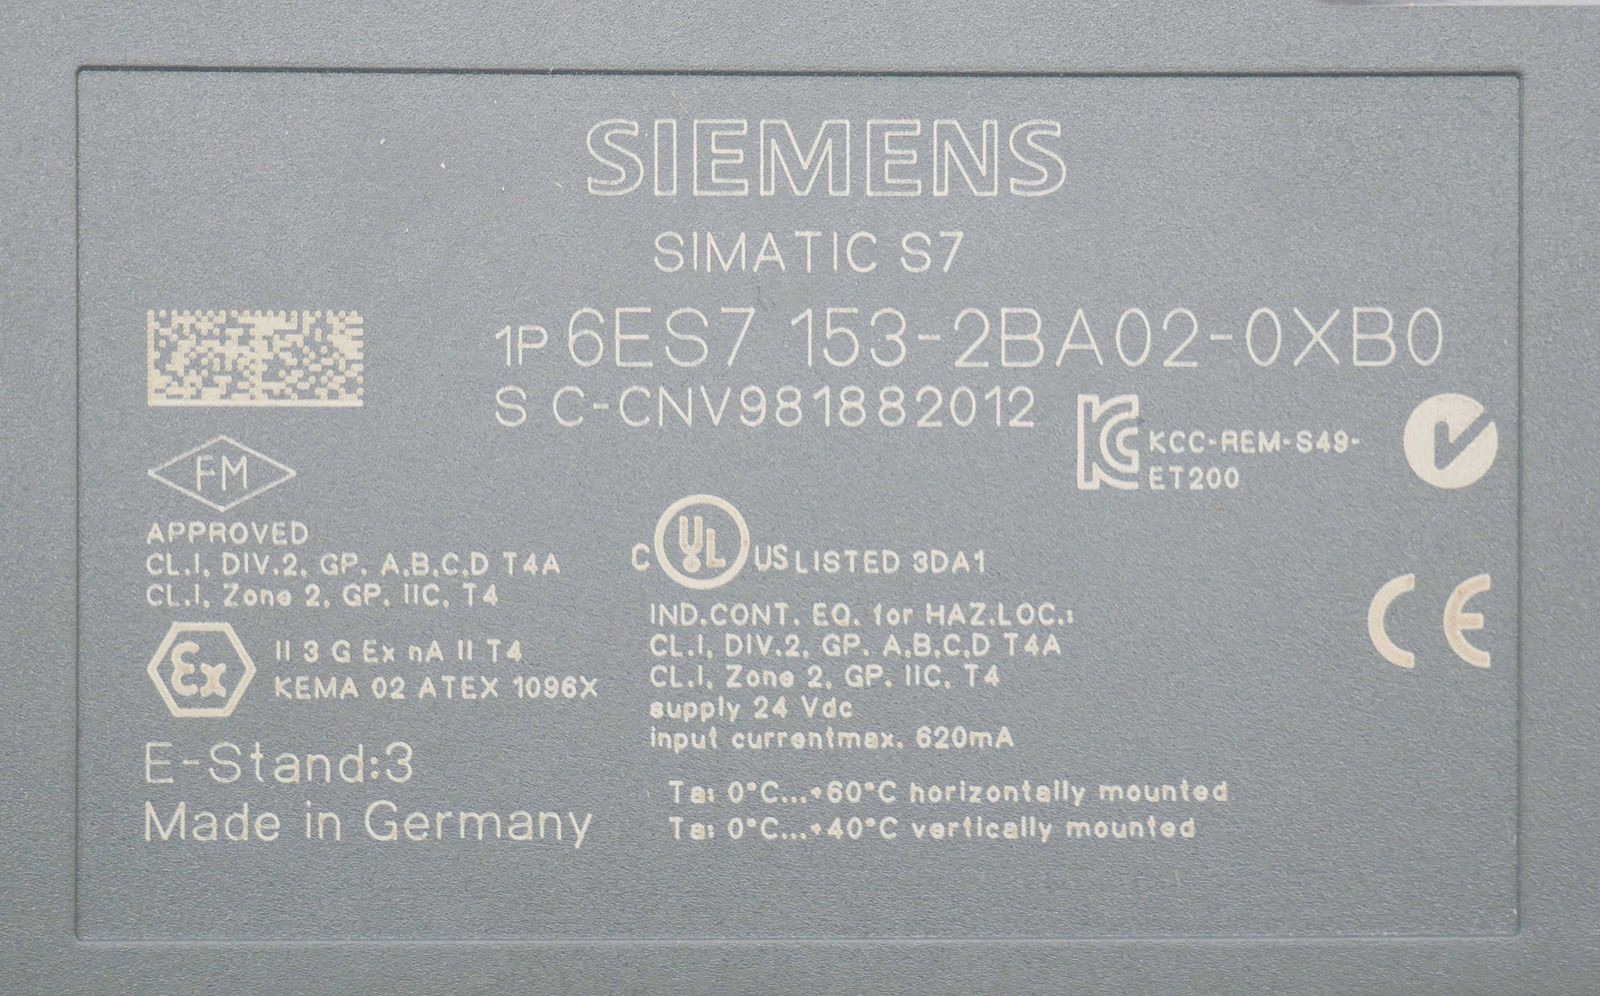 SIEMENS
SIMATIC S7
1P 6ES7 153-2BA02-0XB0
S C-CNV981882012
KCC-REM-S49-
ET200
FM
APPROVED
CL.I, DIV.2, GP. A,B,C,D T4A
CL.I, Zone 2, GP. IIC, T4
Ex
II 3 G Ex nA II T4
KEMA 02 ATEX 1096X
E-Stand:3
Made in Germany
C UL US LISTED 3DA1
IND.CONT. EQ. for HAZ.LOC.:
CL.I, DIV.2, GP. A,B,C,D T4A
CL.I, Zone 2, GP. IIC, T4
supply 24 Vdc
input currentmax. 620mA
CE
Ta: 0°C...+60°C horizontally mounted
Ta: 0°C...+40°C vertically mounted